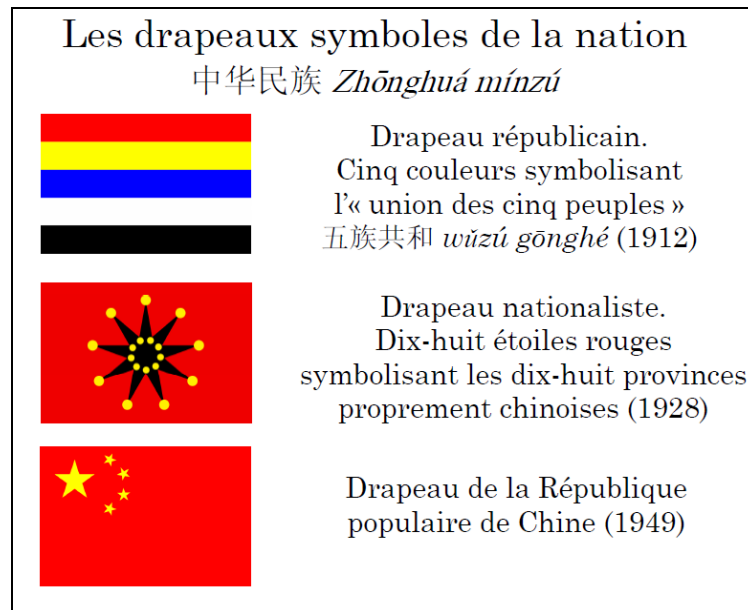 Les drapeaux symboles de la nation
中华民族 Zhōnghuá mínzú
Drapeau républicain.
Cinq couleurs symbolisant
l'« union des cinq peuples »
五族共和 wŭzú gōnghé (1912)
Drapeau nationaliste.
Dix-huit étoiles rouges
symbolisant les dix-huit provinces
proprement chinoises (1928)
Drapeau de la République
populaire de Chine (1949)